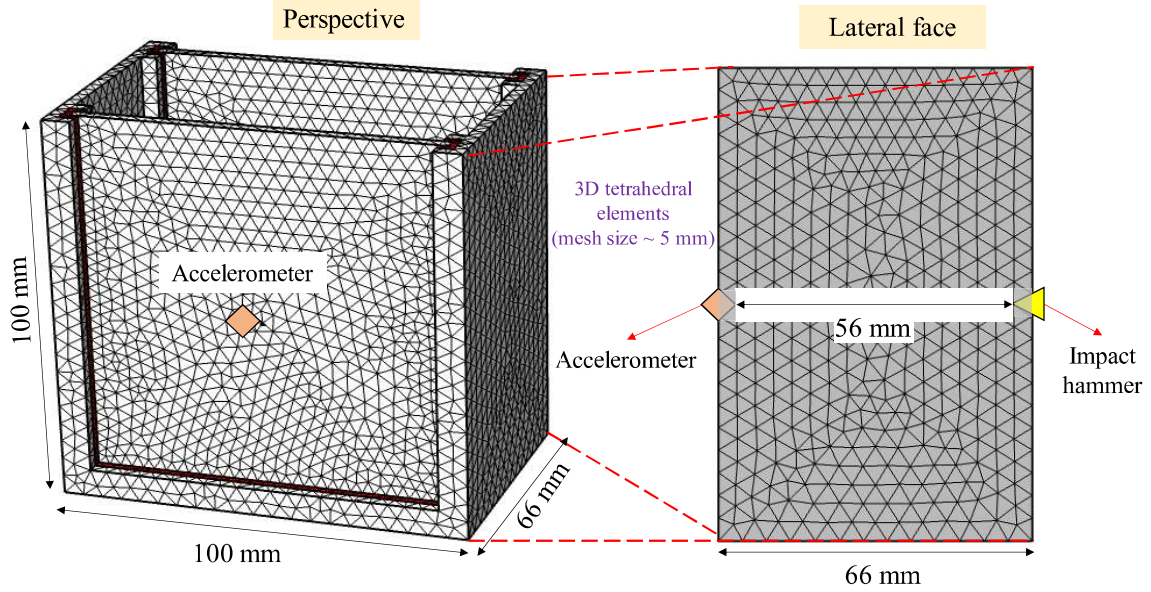 Perspective
Lateral face
100 mm
Accelerometer
100 mm
66 mm
3D tetrahedral
elements
(mesh size ~ 5 mm)
56 mm
Accelerometer
Impact
hammer
66 mm